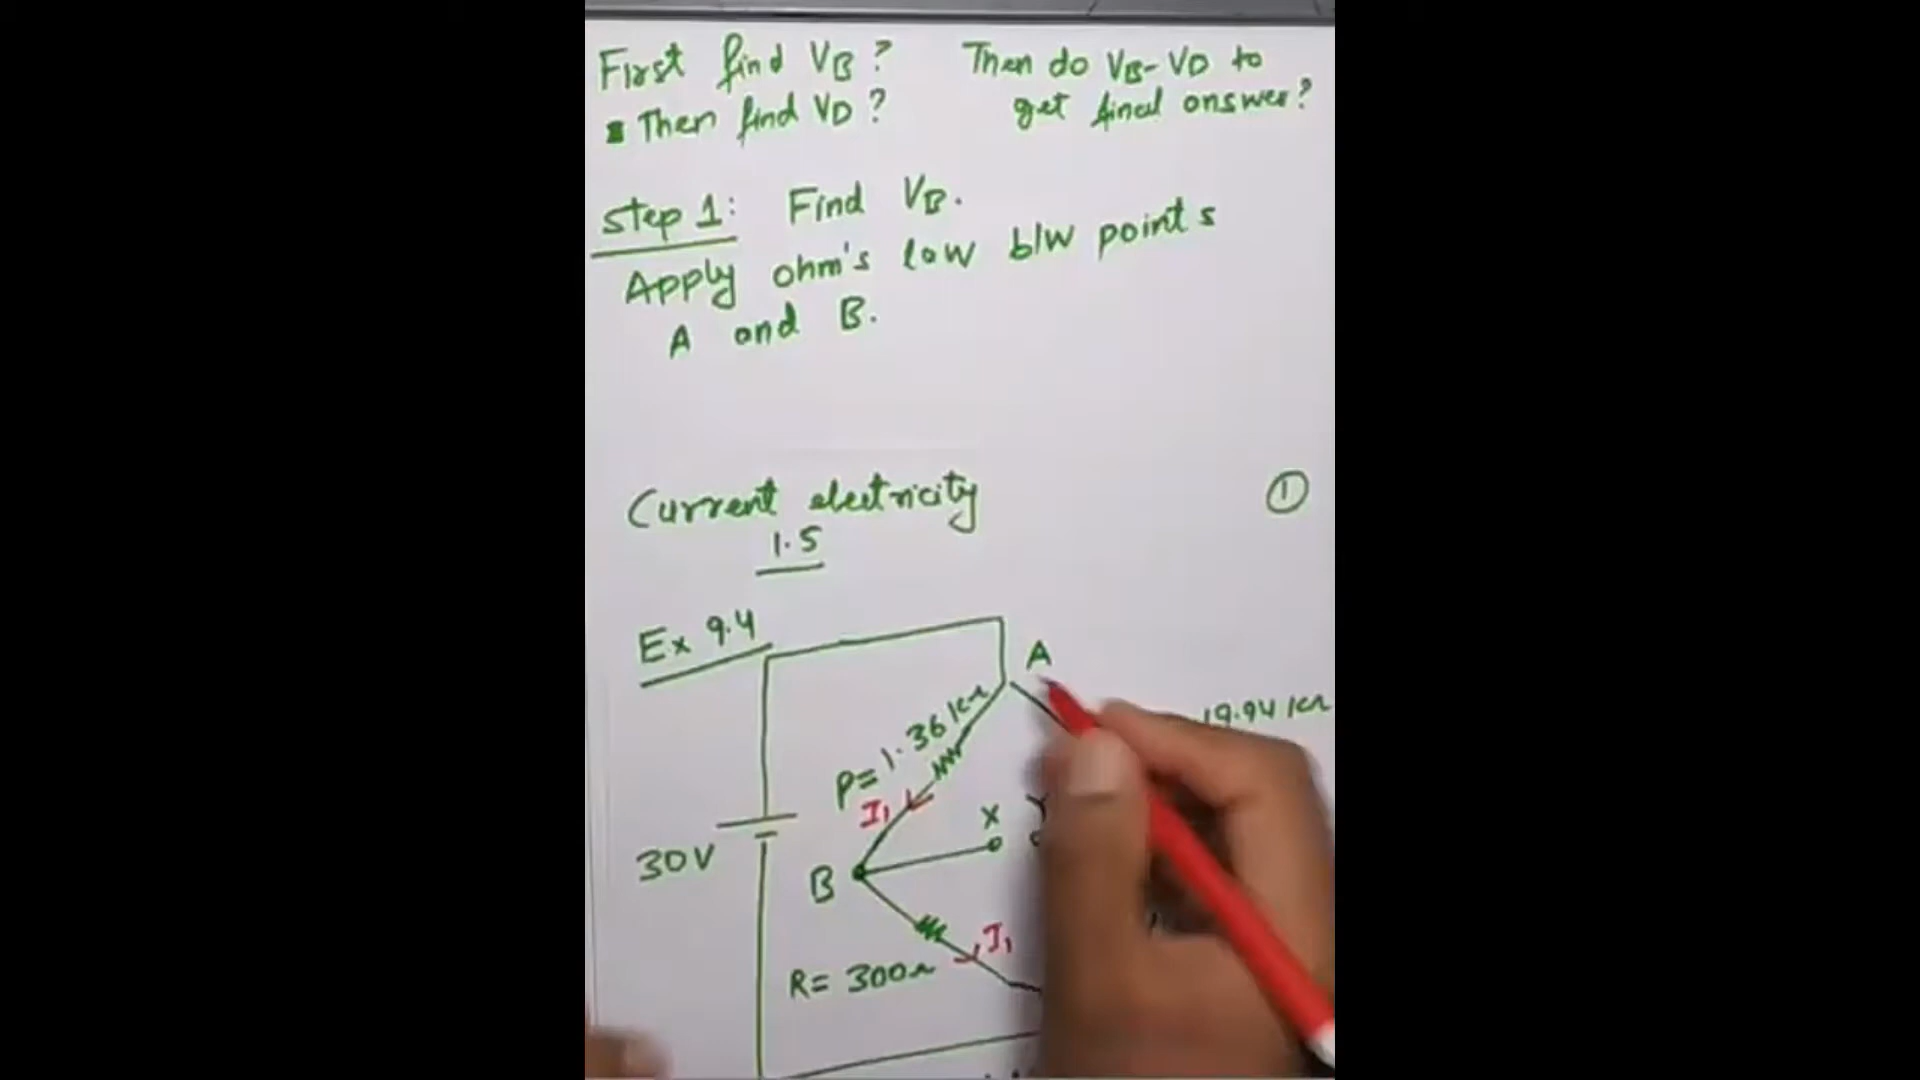 First find VB?
Then find VD?
Then do VB-VD to
get final answer?
Step 1: Find VB.
Apply ohm's law b/w points
A and B.
Current electricity
1
1.5
Ex 9.4
A
P= 1.36 kΩ
19.94 kΩ
I1
X
Y
30V
B
I1
R= 300Ω